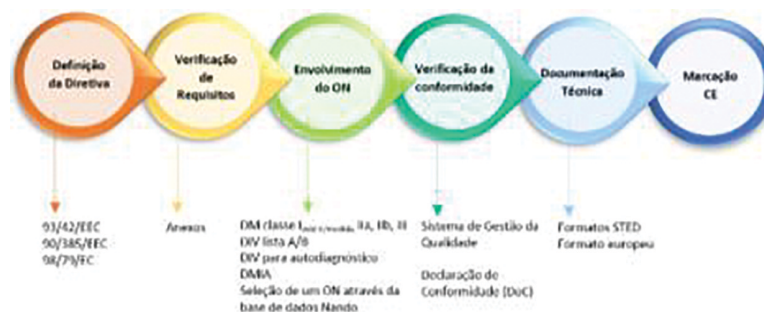 Definição
da Diretiva
Verificação
de
Requisitos
Envolvimento
do ON
Verificação da
conformidade
Documentação
Técnica
Marcação
CE
93/42/EEC
90/385/EEC
98/79/EC
Anexos
DM classe I, IIa, IIb, III
DIV lista A/B
DIV para autodiagnóstico
DMIA
Seleção de um ON através da
base de dados Nando
Sistema de Gestão da
Qualidade
Declaração de
Conformidade (DoC)
Formatos STED
Formato europeu